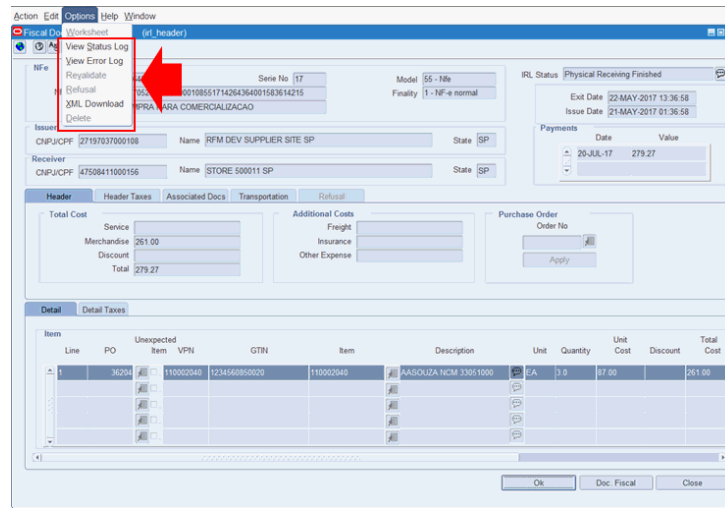 Action Edit Options Help Window
Fiscal Do (irl_header)
Worksheet
View Status Log
View Error Log
Revalidate
Refusal
XML Download
Delete
NFe
Serie No 17
Model 55 - Nfe
IRL Status Physical Receiving Finished
Finality 1 - NF-e normal
Exit Date 22-MAY-2017 13:36:58
MPRA PARA COMERCIALIZACAO
Issue Date 21-MAY-2017 01:36:58
Issuer
CNPJ/CPF 27197037000106 Name RFM DEV SUPPLIER SITE SP State SP
Payments
Date Value
20-JUL-17 279.27
Receiver
CNPJ/CPF 47508411000156 Name STORE 500011 SP State SP
Header Header Taxes Associated Docs Transportation Refusal
Total Cost
Service
Merchandise 261.00
Discount
Total 279.27
Additional Costs
Freight
Insurance
Other Expense
Purchase Order
Order No
Apply
Detail Detail Taxes
Item
Line PO Unexpected Item VPN GTIN Item Description Unit Quantity Unit Cost Discount Total Cost
1 36204 110002040 1234560850020 110002040 AASOUZA NCM 33051000 EA 3.0 87.00 261.00
Ok Doc. Fiscal Close